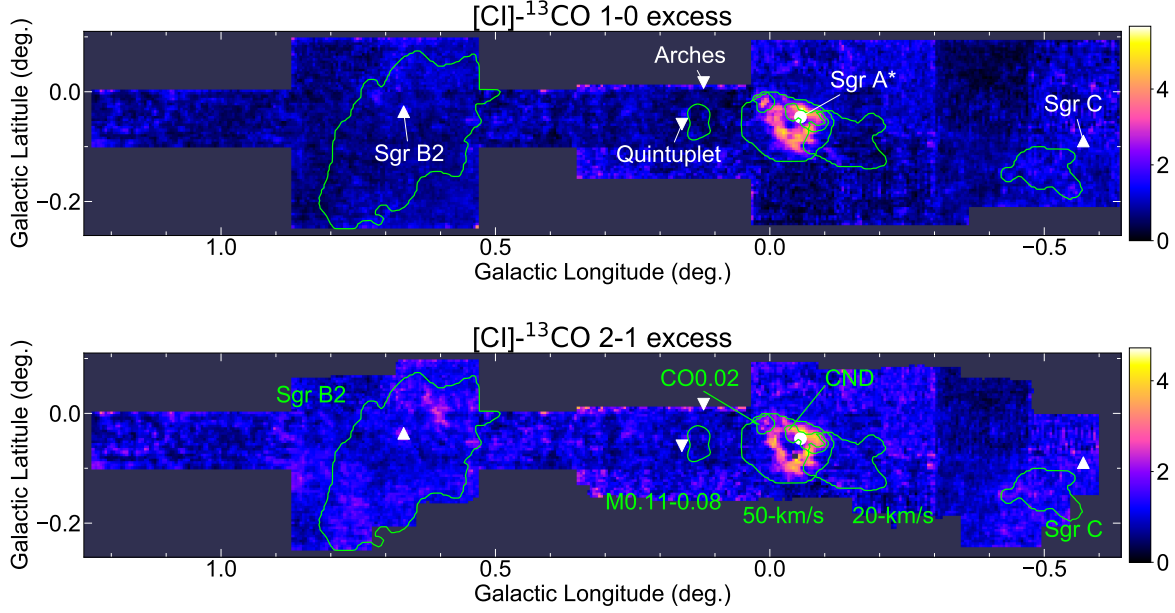 [CI]-¹³CO 1-0 excess
Galactic Latitule (deg.)
0.0
−0.2
Arches
Sgr A*
Sgr C
Sgr B2
Quintuplet
4
2
0
1.0
0.5
0.0
−0.5
Galactic Longitude (deg.)
[CI]-¹³CO 2-1 excess
Galactic Latitule (deg.)
0.0
−0.2
Sgr B2
CO0.02
CND
M0.11-0.08
50-km/s
20-km/s
Sgr C
4
2
0
1.0
0.5
0.0
−0.5
Galactic Longitude (deg.)